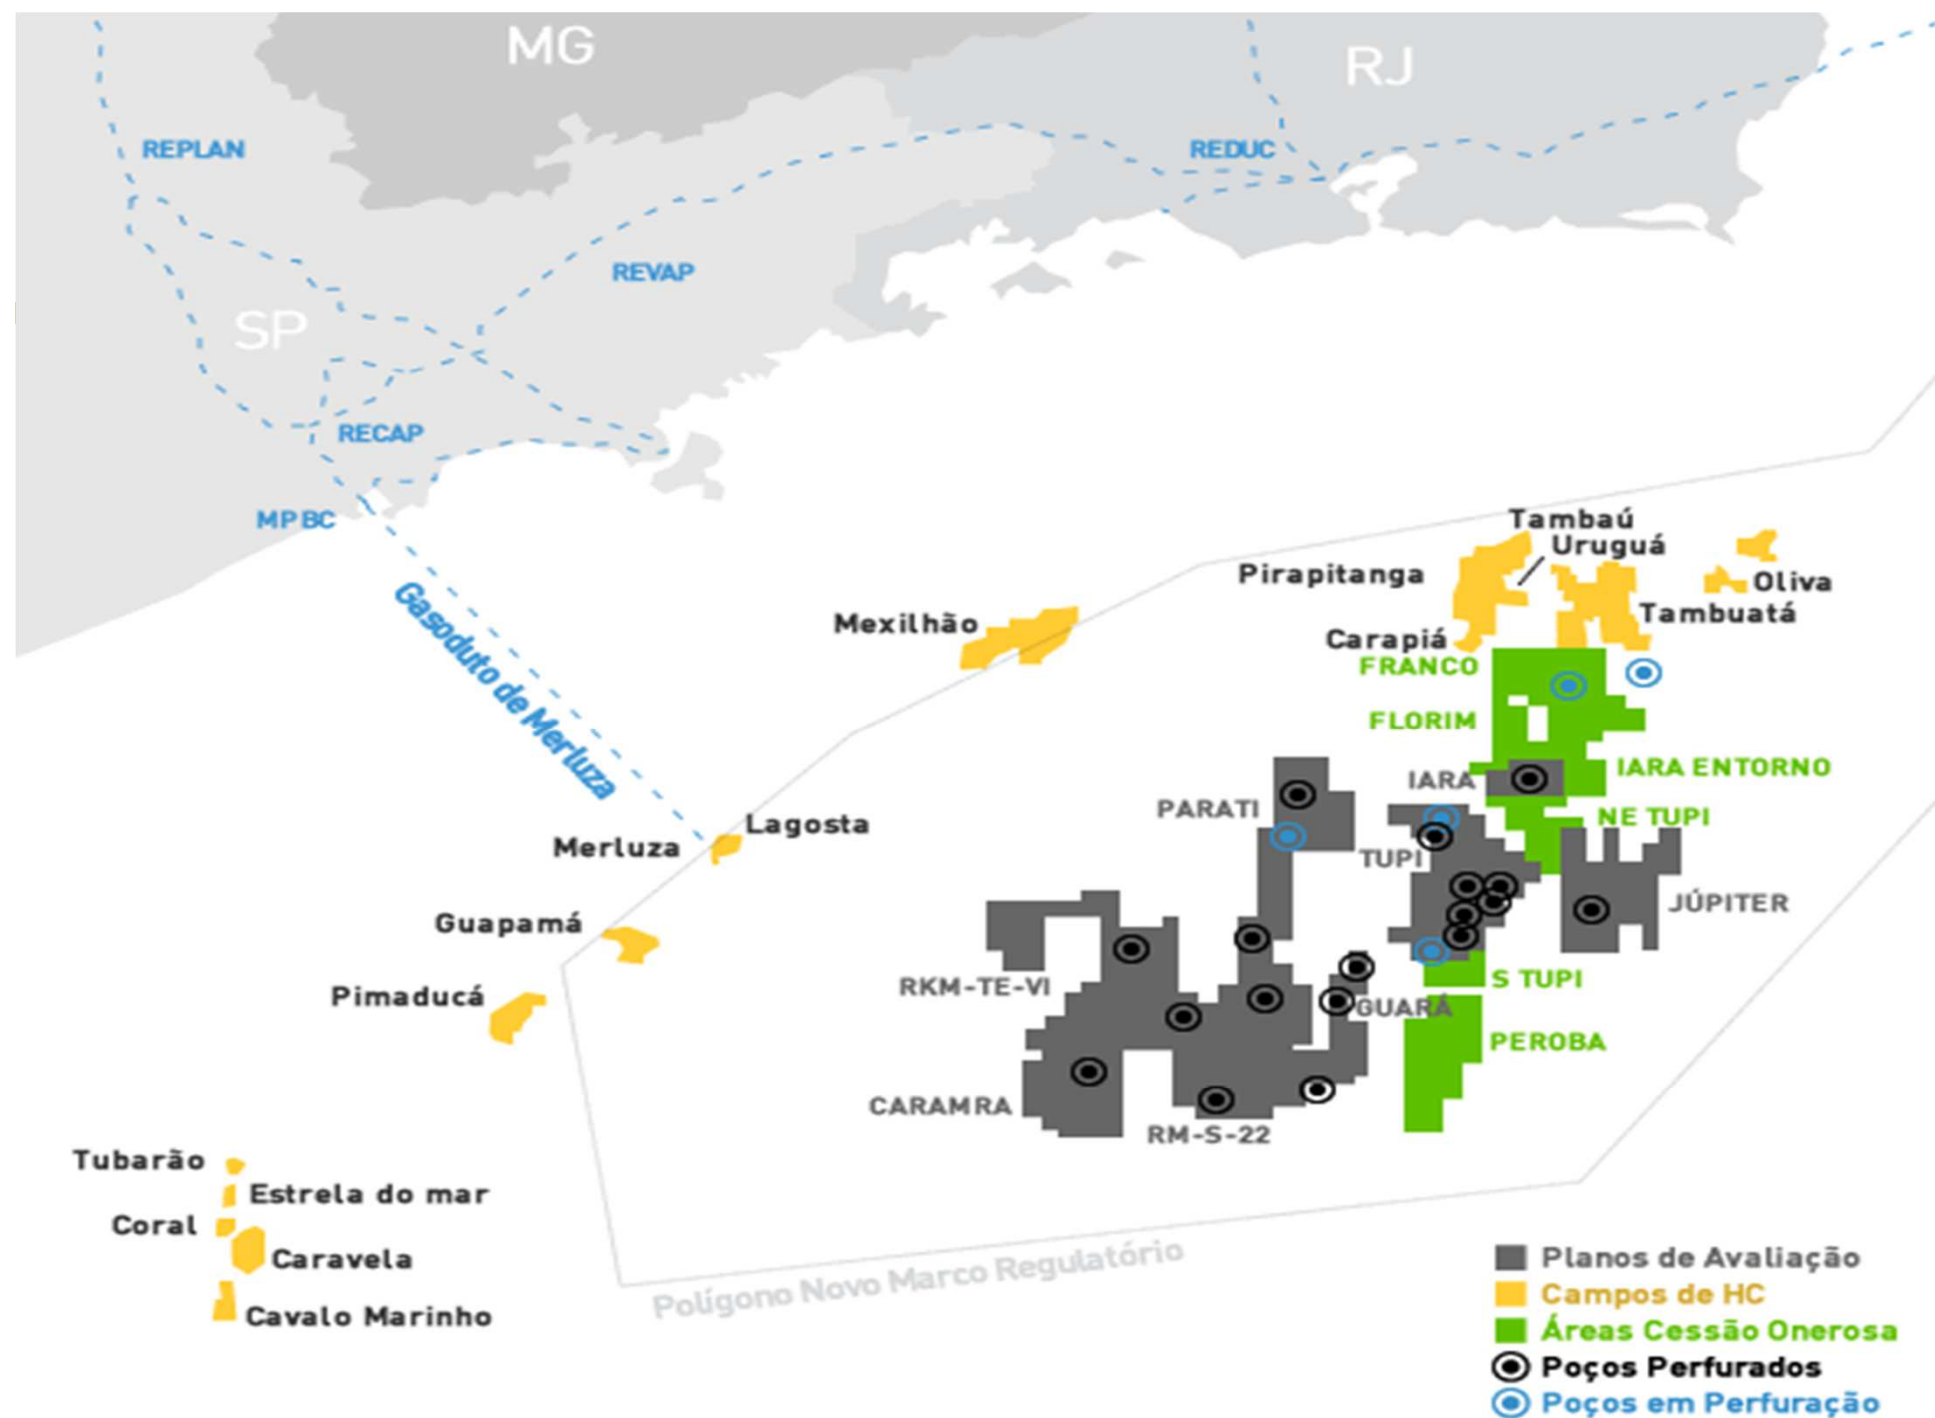 MG
RJ
REPLAN
REDUC
REVAP
SP
RECAP
MPBC
Gasoduto de Merluza
Tambaú
Uruguá
Pirapitanga
Oliva
Mexilhão
Tambuatá
Carapiá
FRANCO
FLORIM
IARA ENTORNO
IARA
PARATI
NE TUPI
Lagosta
Merluza
TUPI
JÚPITER
Guapamá
S TUPI
RKM-TE-VI
Pimaducá
GUARÁ
PEROBA
CARAMRA
RM-S-22
Tubarão
Estrela do mar
Coral
Caravela
Cavalo Marinho
Polígono Novo Marco Regulatório
Planos de Avaliação
Campos de HC
Áreas Cessão Onerosa
Poços Perfurados
Poços em Perfuração